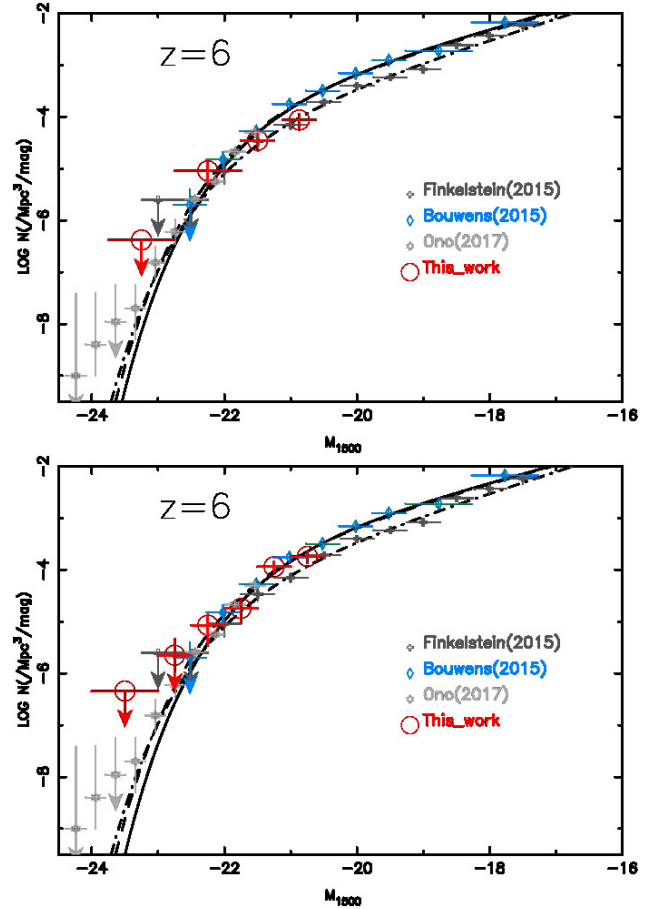 -2
z=6
-4
LOG N(/Mpc³/mag)
-6
Finkelstein(2015)
Bouwens(2015)
Ono(2017)
This_work
-8
-24 -22 -20 -18 -16
M₁₅₀₀
-2
z=6
-4
LOG N(/Mpc³/mag)
-6
Finkelstein(2015)
Bouwens(2015)
Ono(2017)
This_work
-8
-24 -22 -20 -18 -16
M₁₅₀₀